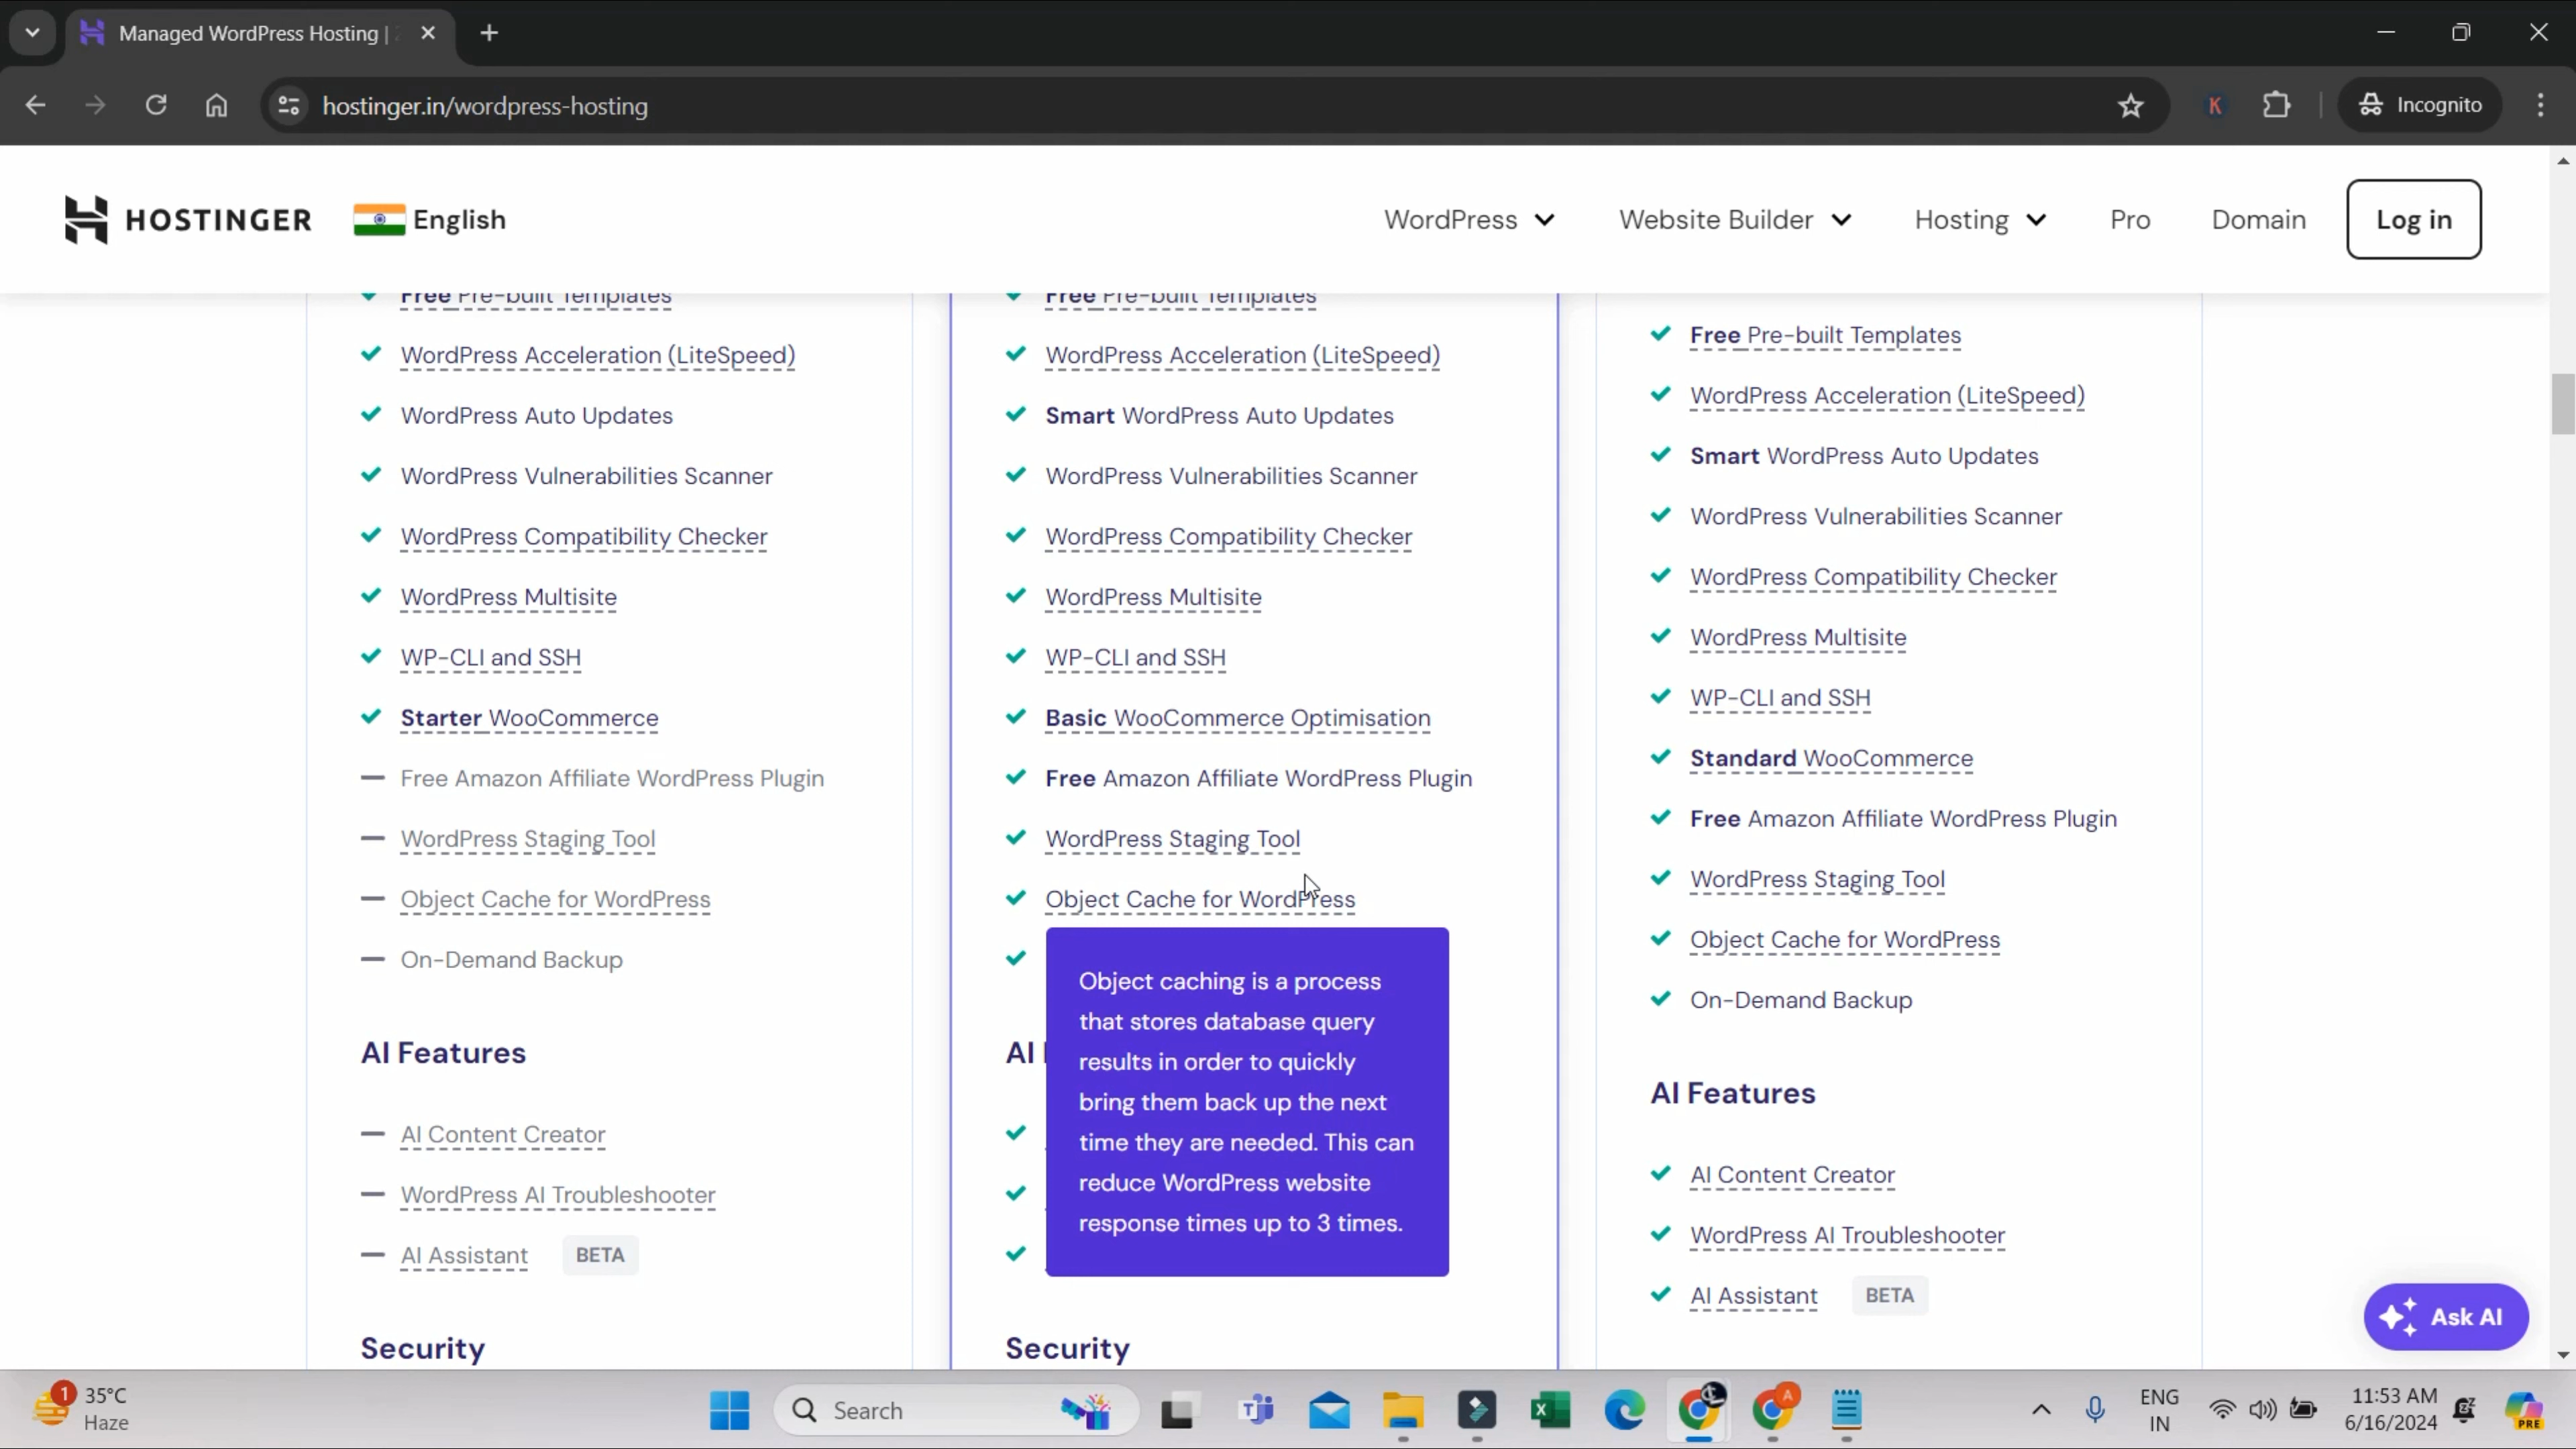 Managed WordPress Hosting |
hostinger.in/wordpress-hosting
K
Incognito
HOSTINGER
English
WordPress
Website Builder
Hosting
Pro
Domain
Log in
Free Pre-built Templates
WordPress Acceleration (LiteSpeed)
WordPress Auto Updates
WordPress Vulnerabilities Scanner
WordPress Compatibility Checker
WordPress Multisite
WP-CLI and SSH
Starter WooCommerce
Free Amazon Affiliate WordPress Plugin
WordPress Staging Tool
Object Cache for WordPress
On-Demand Backup
AI Features
AI Content Creator
WordPress AI Troubleshooter
AI Assistant BETA
Security
Free Pre-built Templates
WordPress Acceleration (LiteSpeed)
Smart WordPress Auto Updates
WordPress Vulnerabilities Scanner
WordPress Compatibility Checker
WordPress Multisite
WP-CLI and SSH
Basic WooCommerce Optimisation
Free Amazon Affiliate WordPress Plugin
WordPress Staging Tool
Object Cache for WordPress
Object caching is a process
that stores database query
results in order to quickly
bring them back up the next
time they are needed. This can
reduce WordPress website
response times up to 3 times.
AI
Security
Free Pre-built Templates
WordPress Acceleration (LiteSpeed)
Smart WordPress Auto Updates
WordPress Vulnerabilities Scanner
WordPress Compatibility Checker
WordPress Multisite
WP-CLI and SSH
Standard WooCommerce
Free Amazon Affiliate WordPress Plugin
WordPress Staging Tool
Object Cache for WordPress
On-Demand Backup
AI Features
AI Content Creator
WordPress AI Troubleshooter
AI Assistant BETA
Ask AI
1
35°C
Haze
Search
A
ENG
IN
11:53 AM
6/16/2024
PRE